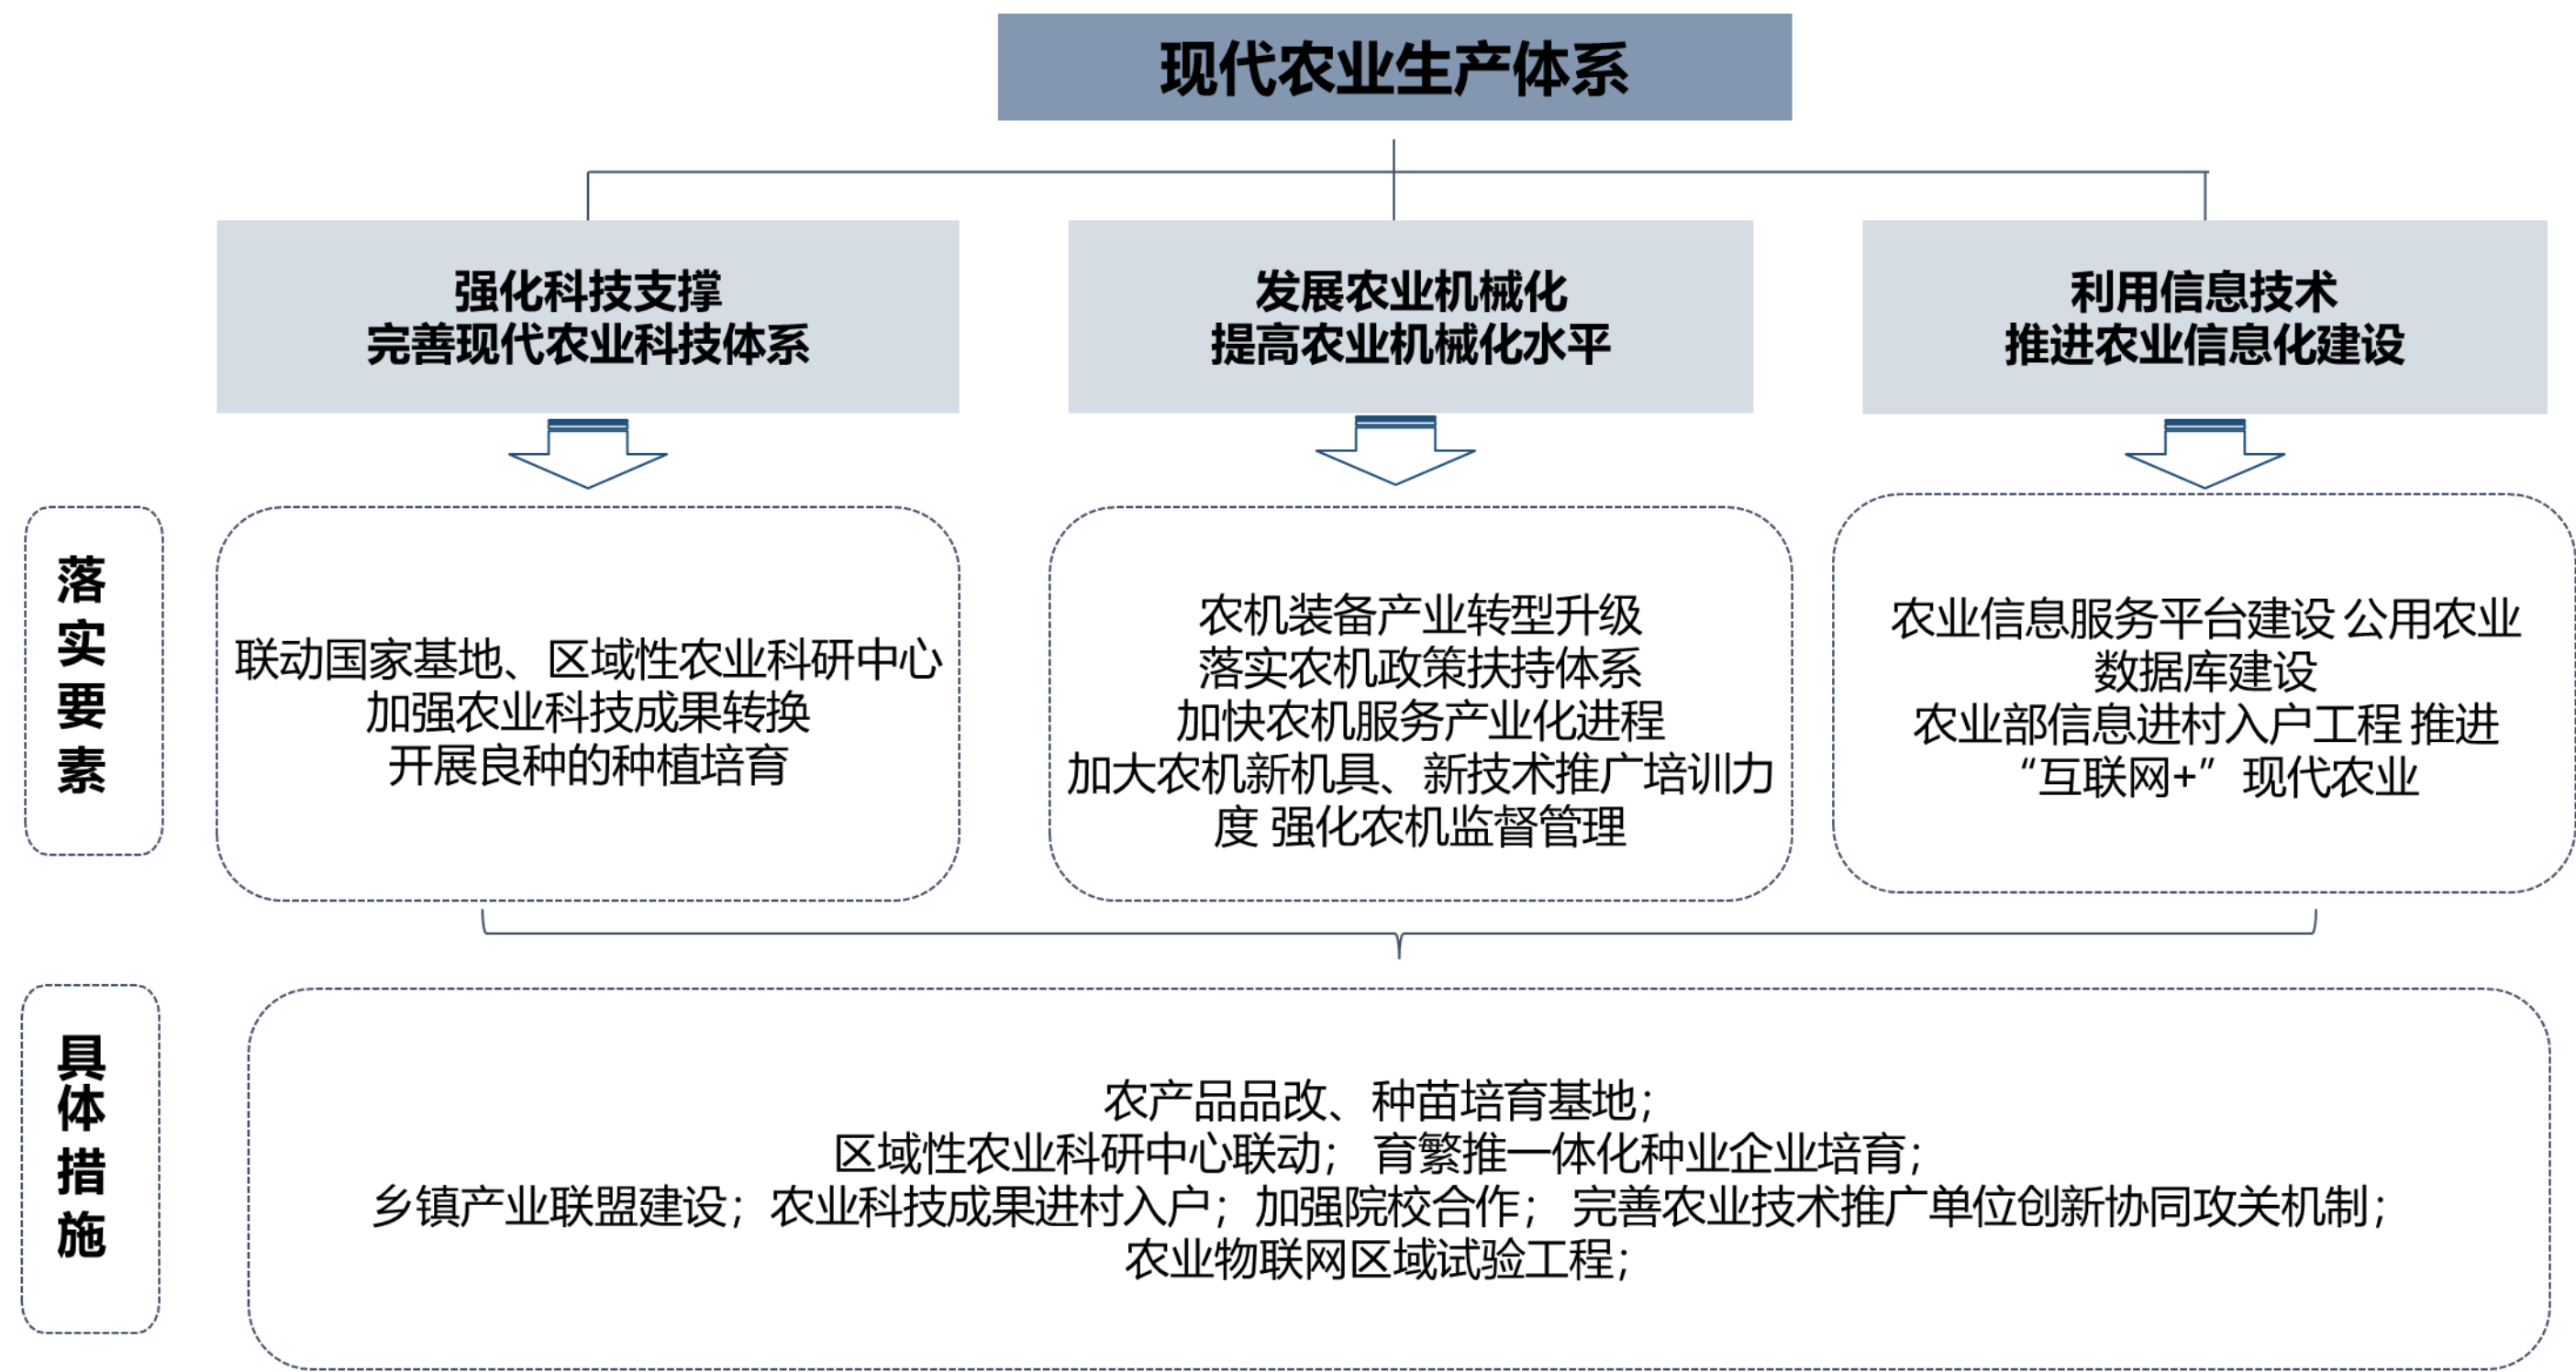 现代农业生产体系
强化科技支撑
完善现代农业科技体系
发展农业机械化
提高农业机械化水平
利用信息技术
推进农业信息化建设
落实要素
联动国家基地、区域性农业科研中心
加强农业科技成果转换
开展良种的种植培育
农机装备产业转型升级
落实农机政策扶持体系
加快农机服务产业化进程
加大农机新机具、新技术推广培训力
度 强化农机监督管理
农业信息服务平台建设 公用农业
数据库建设
农业部信息进村入户工程 推进
“互联网+”现代农业
具体措施
农产品品改、种苗培育基地；
区域性农业科研中心联动； 育繁推一体化种业企业培育；
乡镇产业联盟建设；农业科技成果进村入户；加强院校合作； 完善农业技术推广单位创新协同攻关机制；
农业物联网区域试验工程；